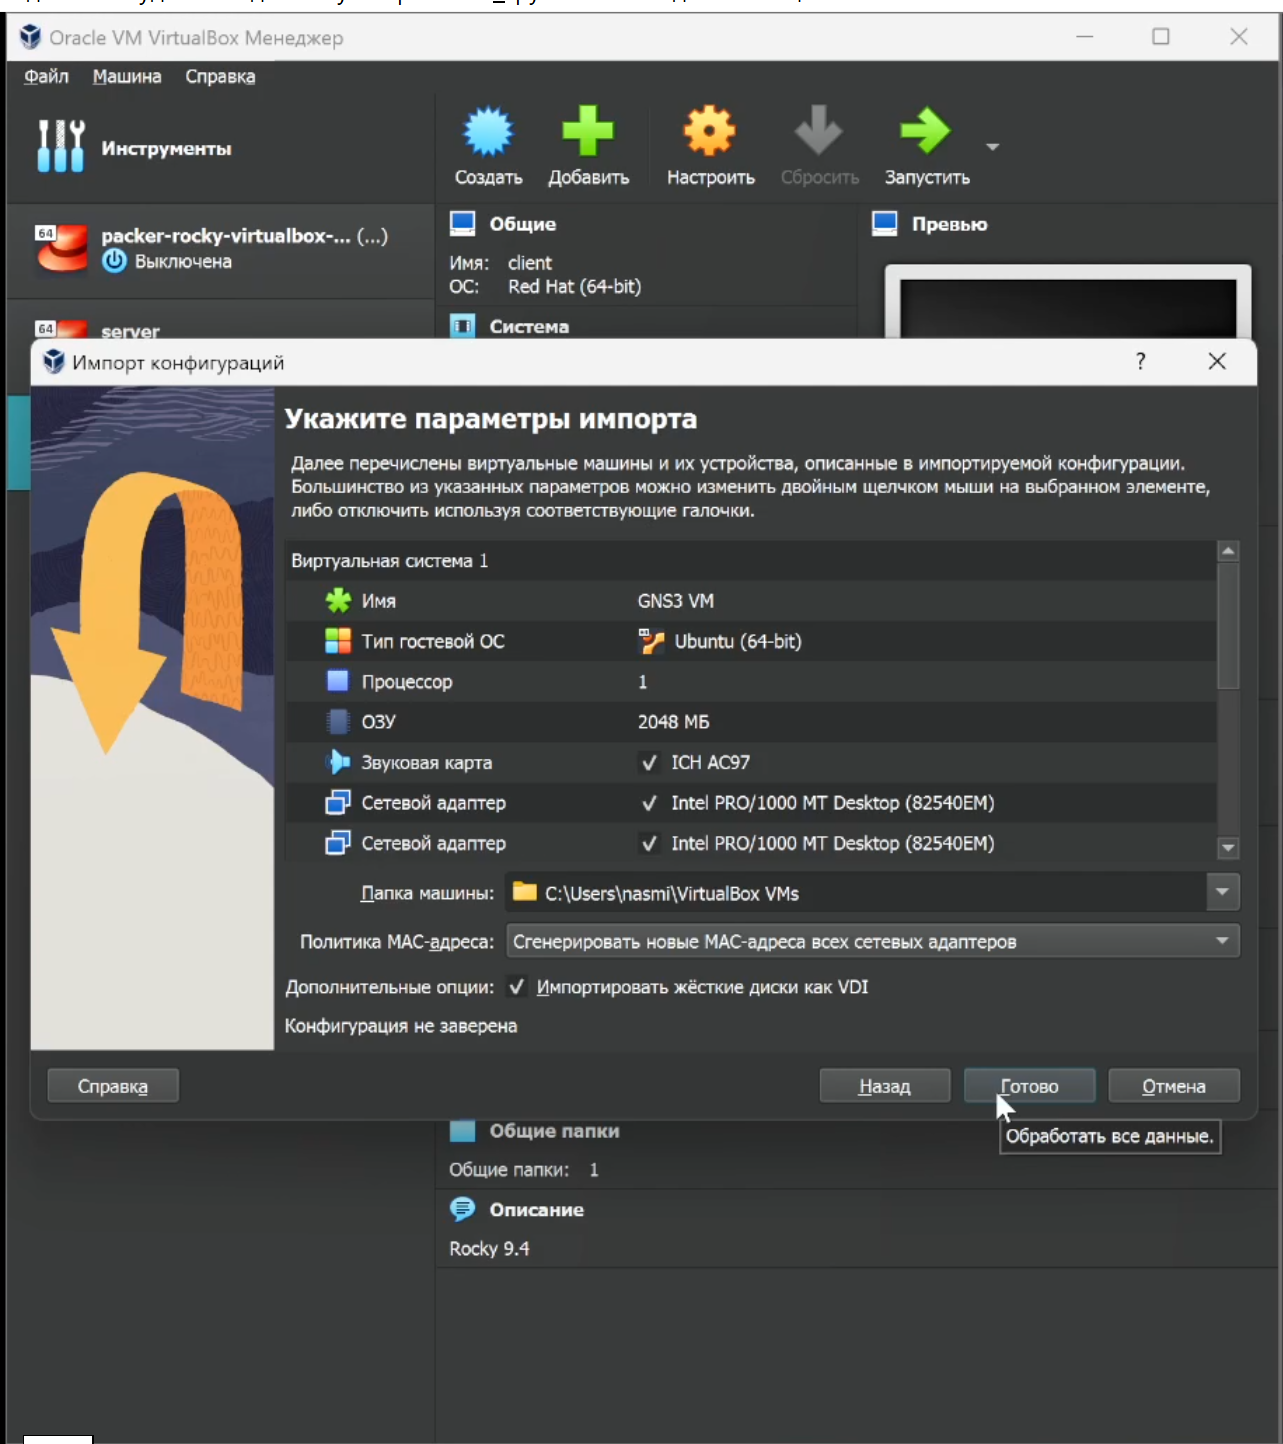 Oracle VM VirtualBox Менеджер
Файл Машина Справка
Инструменты
Создать Добавить Настроить Сбросить Запустить
64
packer-rocky-virtualbox-... (...)
Выключена
64
server
Общие
Имя: client
ОС: Red Hat (64-bit)
Система
Превью
Импорт конфигураций
?
Укажите параметры импорта
Далее перечислены виртуальные машины и их устройства, описанные в импортируемой конфигурации.
Большинство из указанных параметров можно изменить двойным щелчком мыши на выбранном элементе,
либо отключить используя соответствующие галочки.
Виртуальная система 1
Имя GNS3 VM
Тип гостевой ОС Ubuntu (64-bit)
Процессор 1
ОЗУ 2048 МБ
Звуковая карта ICH AC97
Сетевой адаптер Intel PRO/1000 MT Desktop (82540EM)
Сетевой адаптер Intel PRO/1000 MT Desktop (82540EM)
Папка машины: C:\Users\nasmi\VirtualBox VMs
Политика MAC-адреса: Сгенерировать новые MAC-адреса всех сетевых адаптеров
Дополнительные опции: Импортировать жёсткие диски как VDI
Конфигурация не заверена
Справка Назад Готово Отмена
Обработать все данные.
Общие папки
Общие папки: 1
Описание
Rocky 9.4